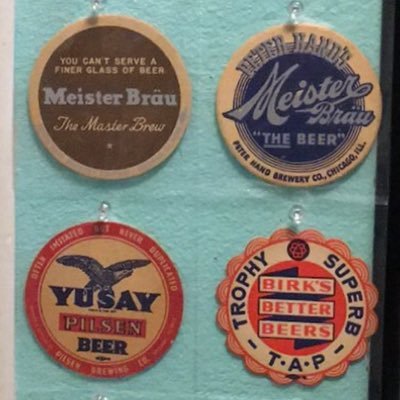 YOU CAN'T SERVE A
FINER GLASS OF BEER
Meister Bräu
The Master Brew
PETER HAND'S
Meister
Bräu
"THE BEER"
PETER HAND BREWERY CO., CHICAGO, ILL.
OFTEN IMITATED BUT NEVER DUPLICATED
YUSAY
PILSEN
BEER
PILSEN BREWING CO.
TROPHY SUPERB
BIRK'S
BETTER
BEERS
T·A·P